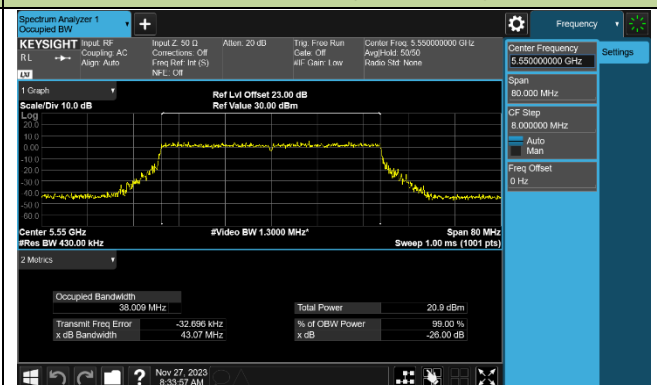 Spectrum Analyzer 1
Occupied BW
Frequency
KEYSIGHT
RL
LXI
Input: RF
Coupling: AC
Align: Auto
Input Z: 50 Ω
Corrections: Off
Freq Ref: Int (S)
NFE: Off
Atten: 20 dB
Trig: Free Run
Gate: Off
#IF Gain: Low
Center Freq: 5.550000000 GHz
Avg|Hold: 50/50
Radio Std: None
Center Frequency
5.550000000 GHz
Settings
Span
80.000 MHz
CF Step
8.000000 MHz
Auto
Man
Freq Offset
0 Hz
1 Graph
Scale/Div 10.0 dB
Ref Lvl Offset 23.00 dB
Ref Value 30.00 dBm
Log
20.0
10.0
0.00
-10.0
-20.0
-30.0
-40.0
-50.0
-60.0
Center 5.55 GHz
#Res BW 430.00 kHz
#Video BW 1.3000 MHz*
Span 80 MHz
Sweep 1.00 ms (1001 pts)
2 Metrics
Occupied Bandwidth
38.009 MHz
Total Power 20.9 dBm
Transmit Freq Error -32.696 kHz
% of OBW Power 99.00 %
x dB Bandwidth 43.07 MHz
x dB -26.00 dB
?
Nov 27, 2023
8:33:57 AM